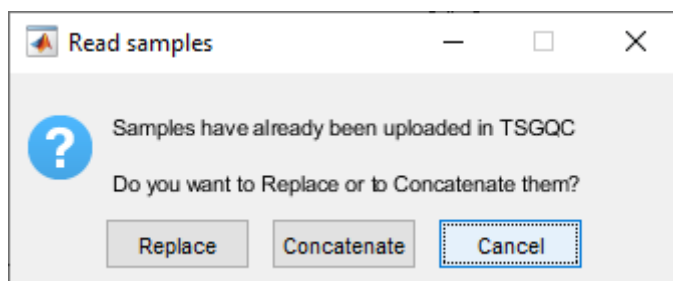 Read samples
Samples have already been uploaded in TSGQC
Do you want to Replace or to Concatenate them?
Replace Concatenate Cancel